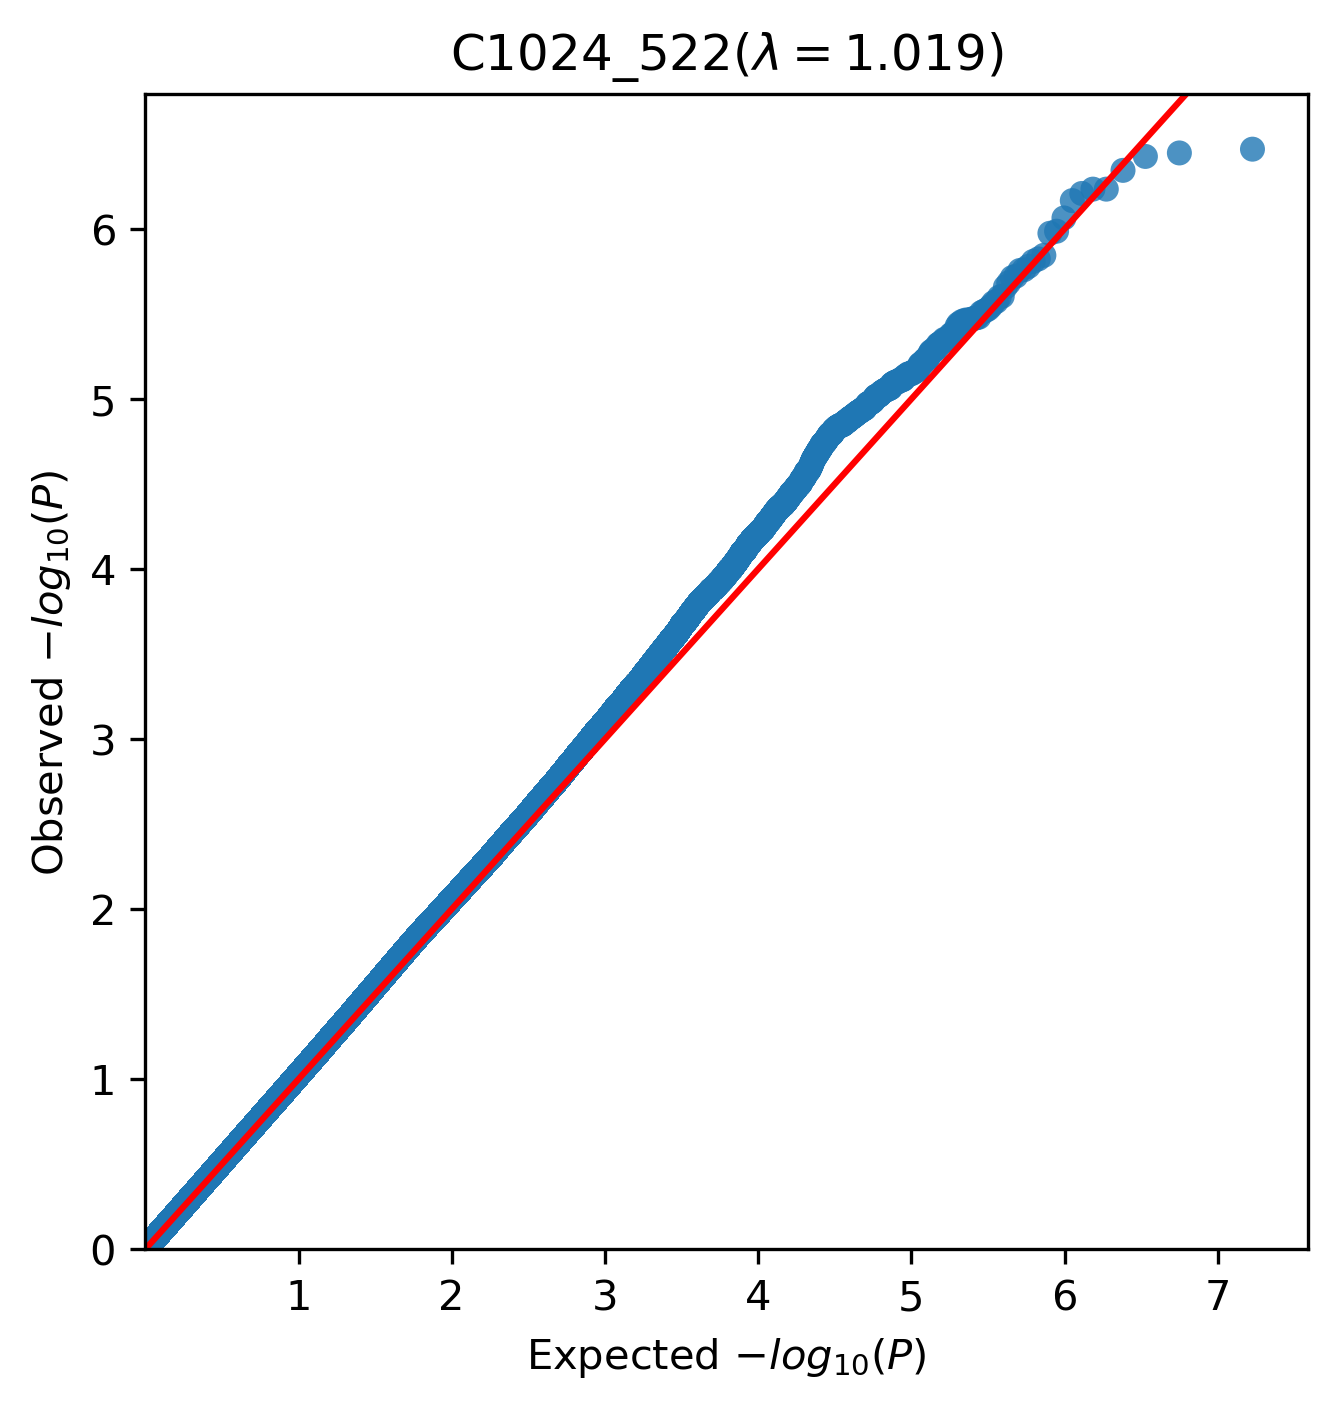 C1024_522(λ = 1.019)
Observed −log₁₀(P)
6
5
4
3
2
1
0
1 2 3 4 5 6 7
Expected −log₁₀(P)